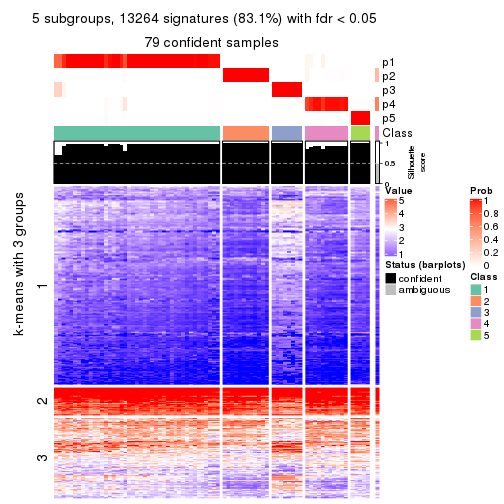 5 subgroups, 13264 signatures (83.1%) with fdr < 0.05
79 confident samples
p1
p2
p3
p4
p5
Class
1
0.5
0
Silhouette
score
k-means with 3 groups
1
2
3
Value
5
4
3
2
1
Status (barplots)
confident
ambiguous
Prob
1
0.8
0.6
0.4
0.2
0
Class
1
2
3
4
5